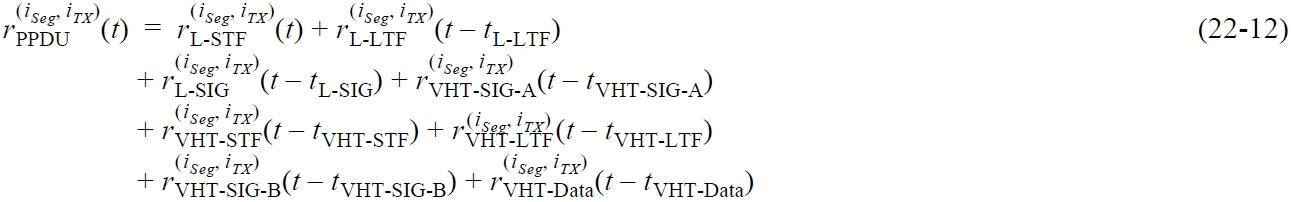 r_PPDU^(i_Seg, i_TX)(t) = r_L-STF^(i_Seg, i_TX)(t) + r_L-LTF^(i_Seg, i_TX)(t – t_L-LTF) (22-12)
+ r_L-SIG^(i_Seg, i_TX)(t – t_L-SIG) + r_VHT-SIG-A^(i_Seg, i_TX)(t – t_VHT-SIG-A)
+ r_VHT-STF^(i_Seg, i_TX)(t – t_VHT-STF) + r_VHT-LTF^(i_Seg, i_TX)(t – t_VHT-LTF)
+ r_VHT-SIG-B^(i_Seg, i_TX)(t – t_VHT-SIG-B) + r_VHT-Data^(i_Seg, i_TX)(t – t_VHT-Data)